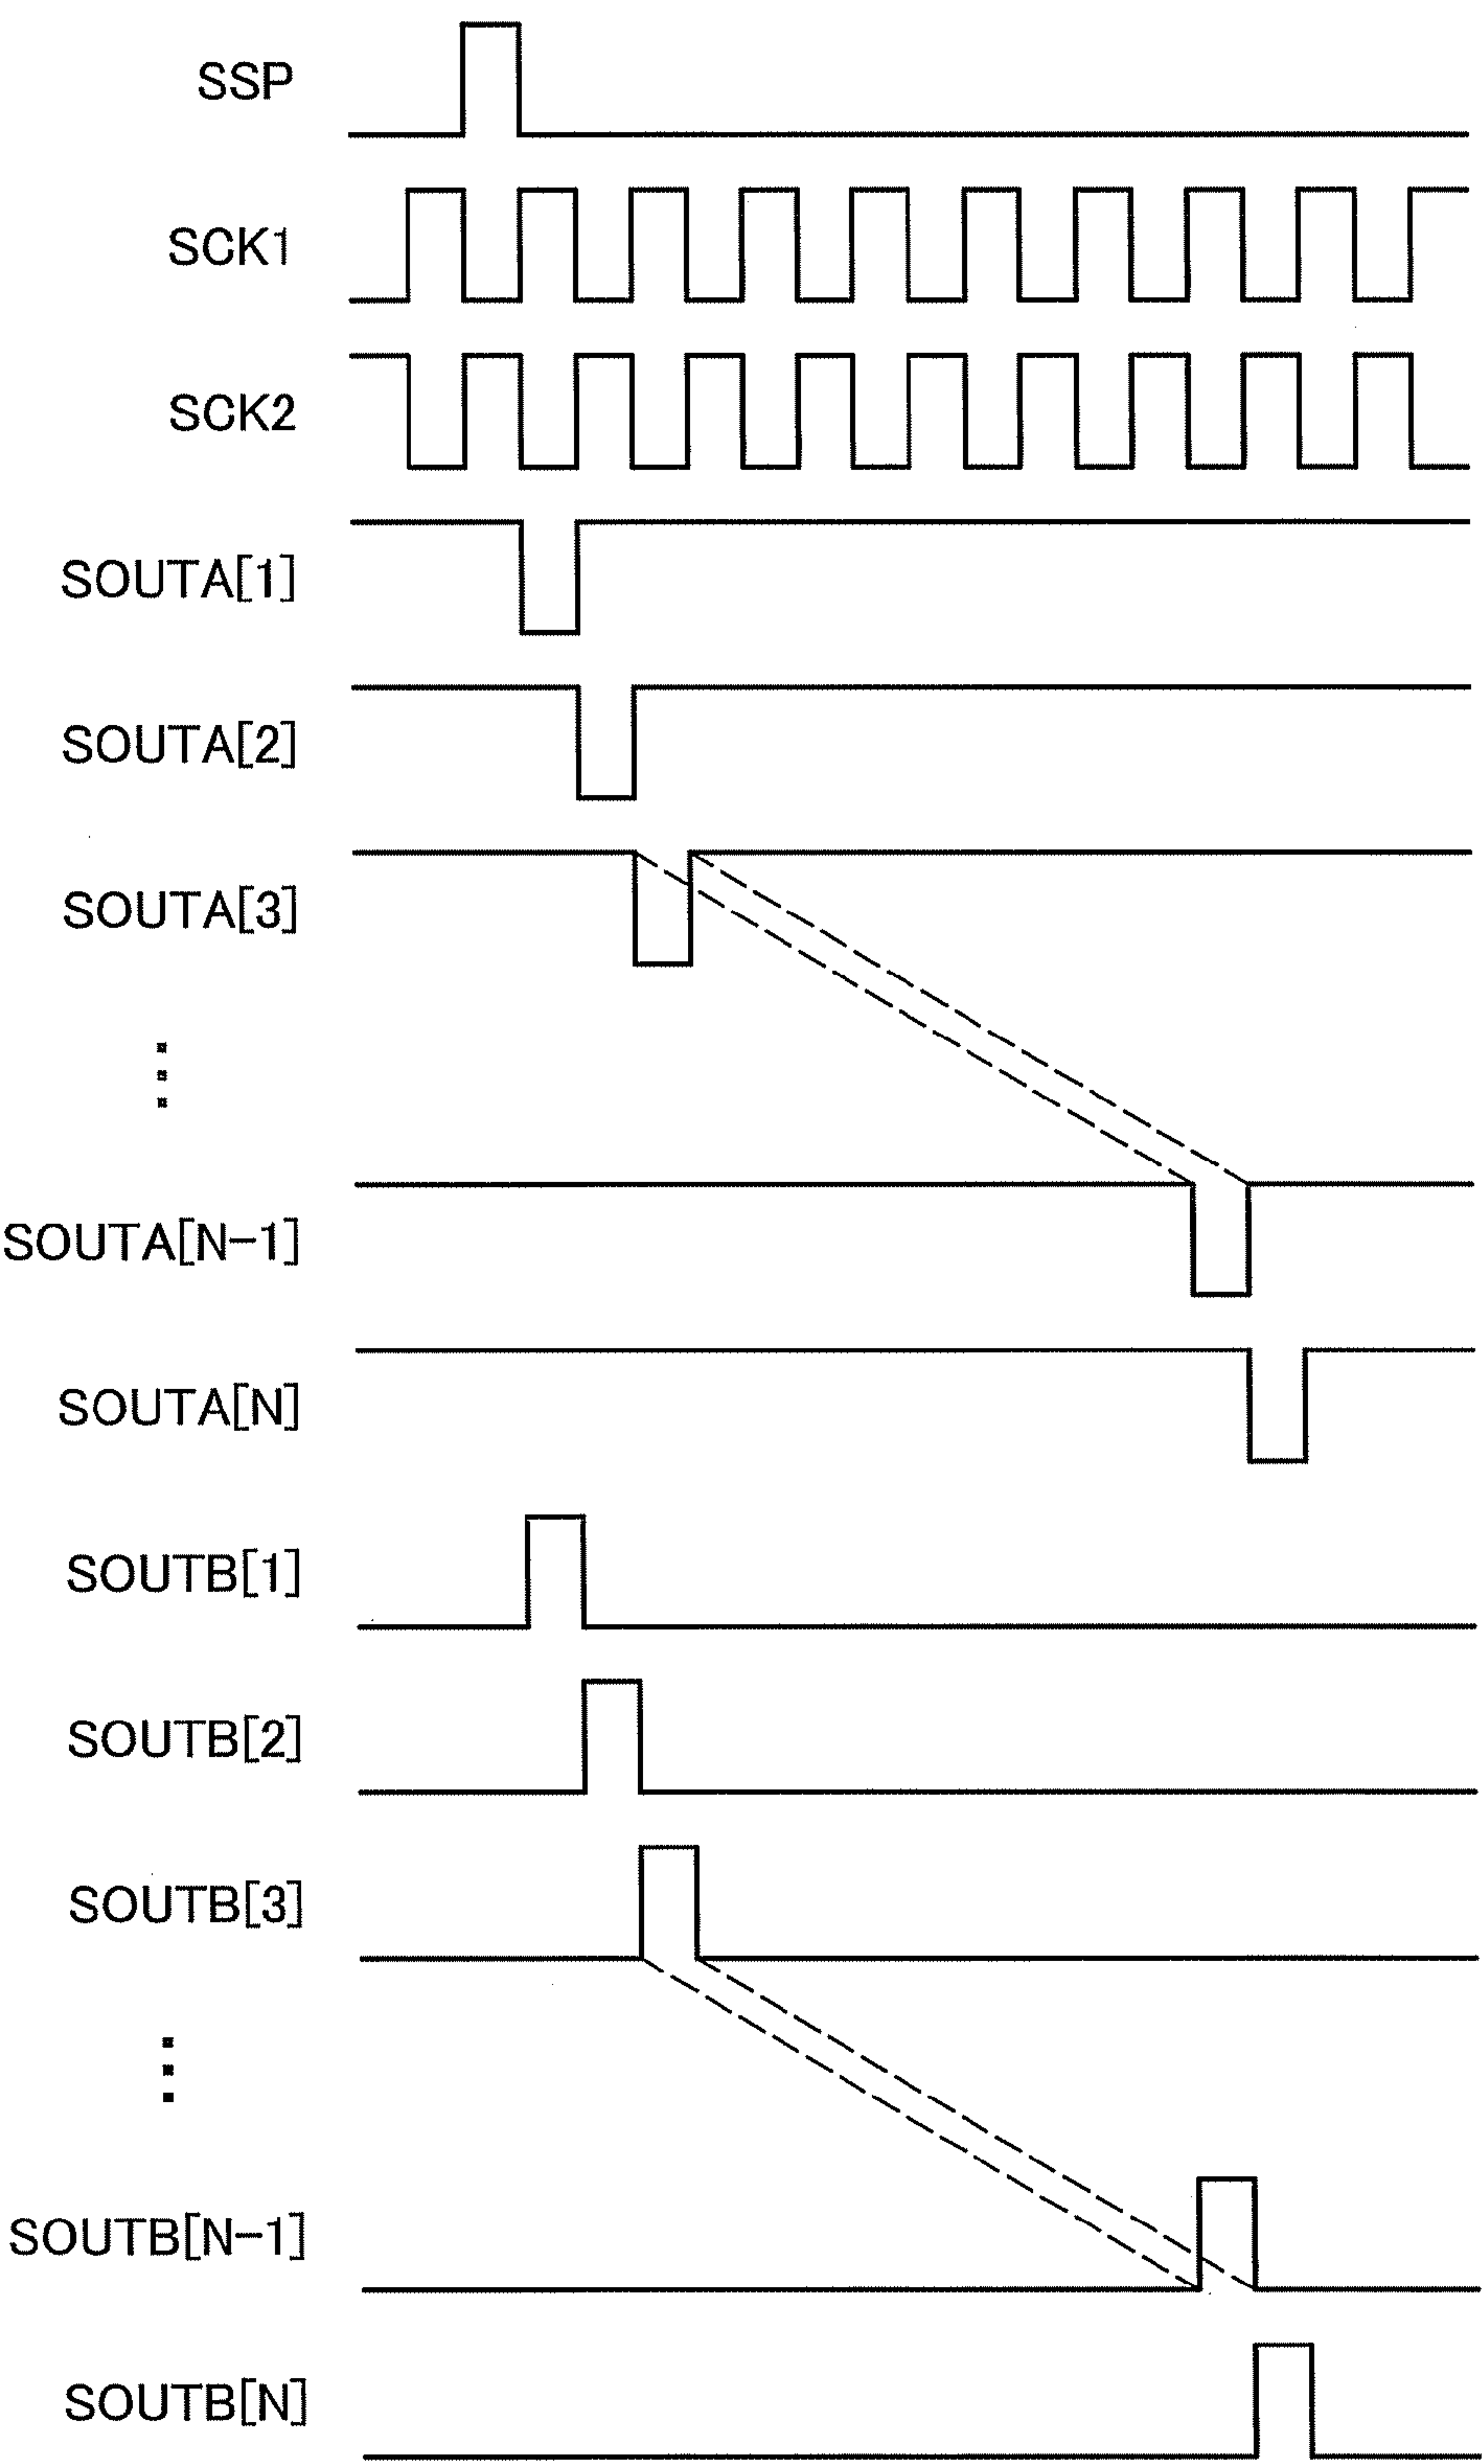 SSP
SCK1
SCK2
SOUTA[1]
SOUTA[2]
SOUTA[3]
⋮
SOUTA[N-1]
SOUTA[N]
SOUTB[1]
SOUTB[2]
SOUTB[3]
⋮
SOUTB[N-1]
SOUTB[N]